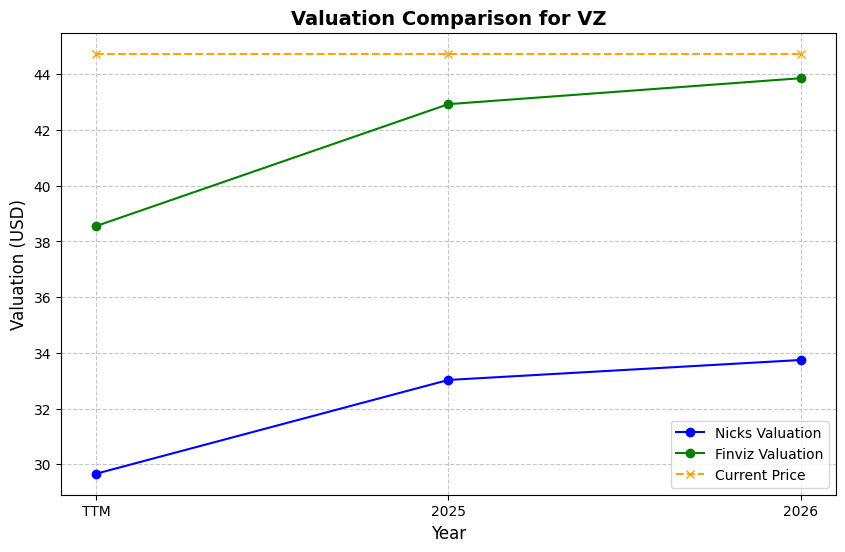 Valuation Comparison for VZ
Valuation (USD)
44
42
40
38
36
34
32
30
TTM
2025
2026
Year
Nicks Valuation
Finviz Valuation
Current Price